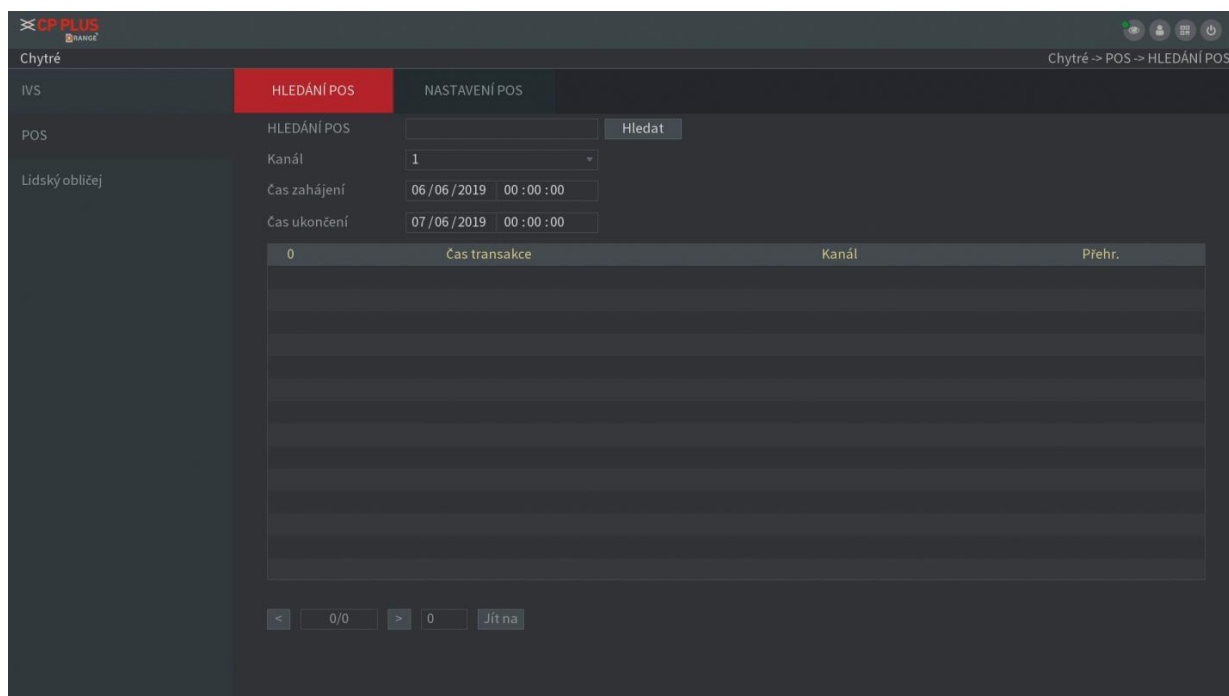 CP PLUS
ORANGE
Chytré
Chytré -> POS -> HLEDÁNÍ POS
IVS
POS
Lidský obličej
HLEDÁNÍ POS
NASTAVENÍ POS
HLEDÁNÍ POS
Hledat
Kanál
1
Čas zahájení
06/06/2019 00:00:00
Čas ukončení
07/06/2019 00:00:00
0 Čas transakce Kanál Přehr.
< 0/0 > 0 Jít na